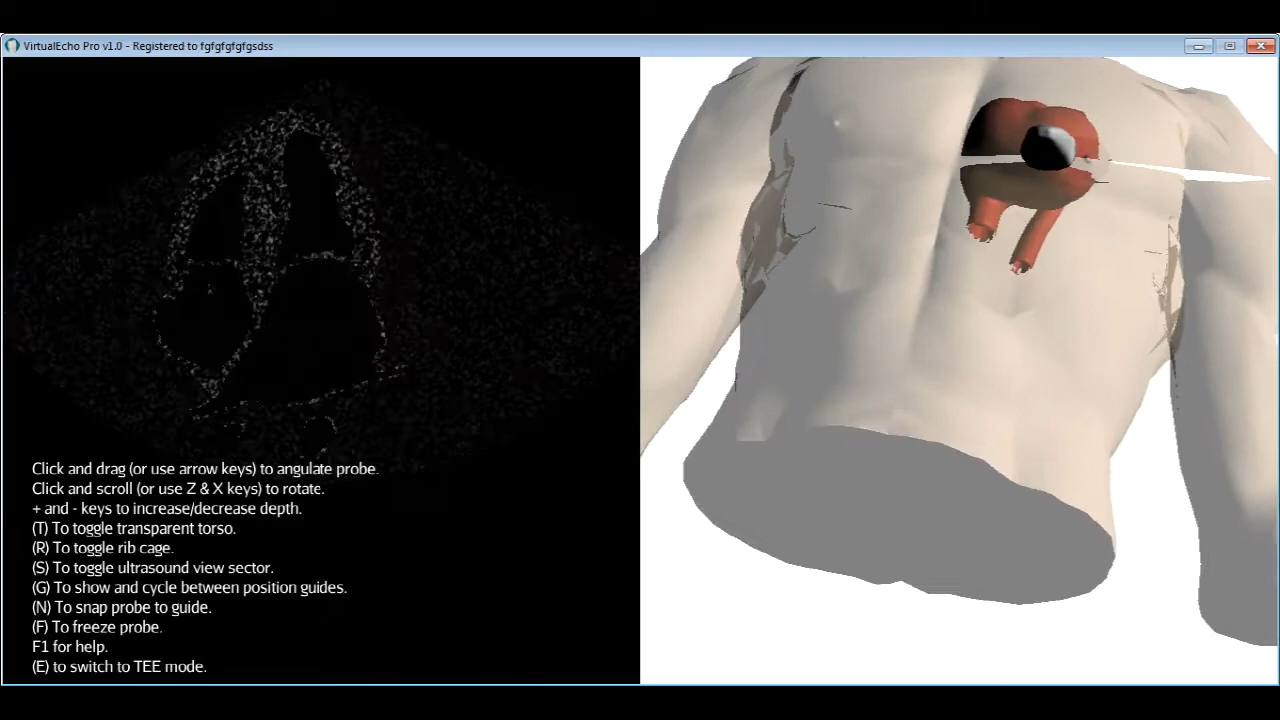 VirtualEcho Pro v1.0 - Registered to fgfgfgfgfgsdss
Click and drag (or use arrow keys) to angulate probe.
Click and scroll (or use Z & X keys) to rotate.
+ and - keys to increase/decrease depth.
(T) To toggle transparent torso.
(R) To toggle rib cage.
(S) To toggle ultrasound view sector.
(G) To show and cycle between position guides.
(N) To snap probe to guide.
(F) To freeze probe.
F1 for help.
(E) to switch to TEE mode.